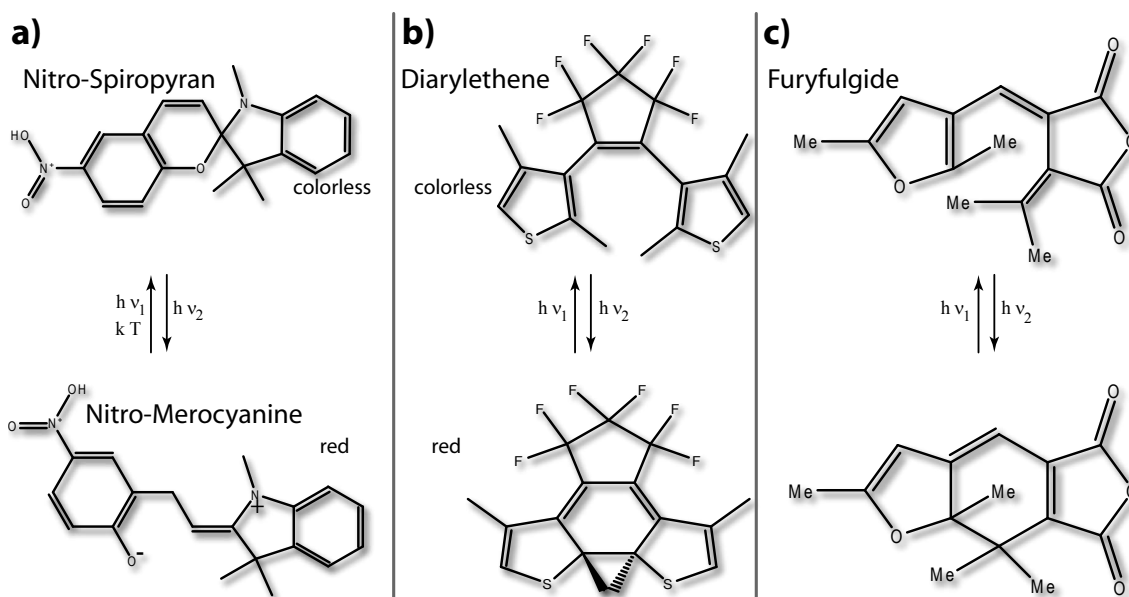 a)
Nitro-Spiropyran
N
HO
N+
O
O
colorless
h ν1
k T
h ν2
OH
O
N+
Nitro-Merocyanine
red
N
+
O-
b)
Diarylethene
F F
F F
F F
colorless
S S
h ν1
h ν2
F F
F F
F F
red
S S
c)
Furyfulgide
O
Me
Me
O
O
Me
O
Me
h ν1
h ν2
O
Me
Me
O
O
Me
Me
O